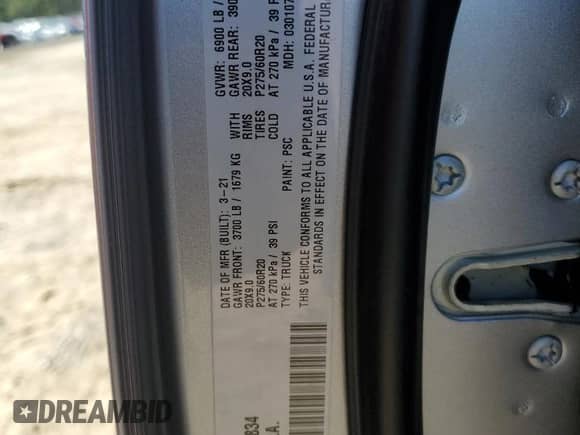 DATE OF MFR (BUILT): 3-21 GVWR: 6900 LB /
GAWR FRONT: 3700 LB / 1679 KG WITH GAWR REAR: 390
20X9.0 RIMS 20X9.0
P275/60R20 TIRES P275/60R20
AT 270 kPa / 39 PSI COLD AT 270 kPa / 39 P
TYPE: TRUCK PAINT: PSC MDH: 030107
THIS VEHICLE CONFORMS TO ALL APPLICABLE U.S.A. FEDERAL
STANDARDS IN EFFECT ON THE DATE OF MANUFACTUR
834
LA.
DREAMBID